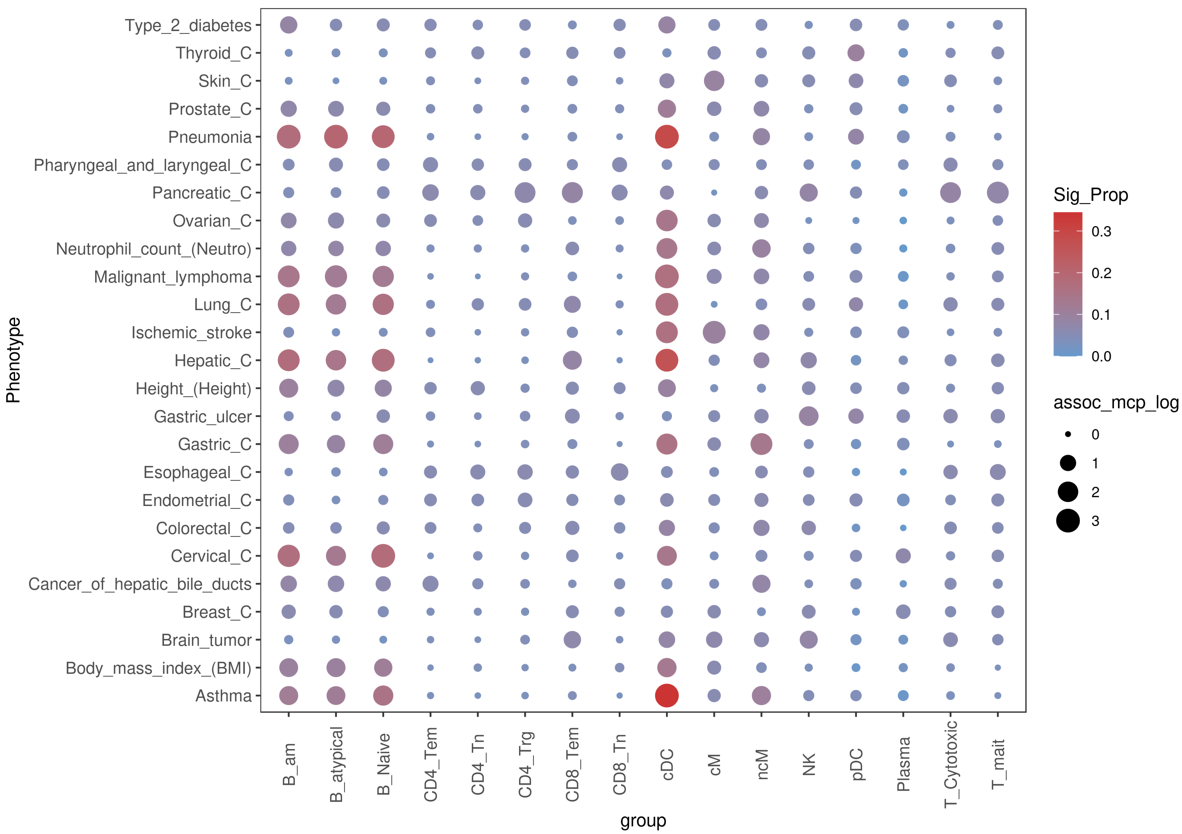 Type_2_diabetes
Thyroid_C
Skin_C
Prostate_C
Pneumonia
Pharyngeal_and_laryngeal_C
Pancreatic_C
Ovarian_C
Neutrophil_count_(Neutro)
Malignant_lymphoma
Lung_C
Ischemic_stroke
Hepatic_C
Height_(Height)
Gastric_ulcer
Gastric_C
Esophageal_C
Endometrial_C
Colorectal_C
Cervical_C
Cancer_of_hepatic_bile_ducts
Breast_C
Brain_tumor
Body_mass_index_(BMI)
Asthma
Phenotype
B_am
B_atypical
B_Naive
CD4_Tem
CD4_Tn
CD4_Trg
CD8_Tem
CD8_Tn
cDC
cM
ncM
NK
pDC
Plasma
T_Cytotoxic
T_mait
group
Sig_Prop
0.3
0.2
0.1
0.0
assoc_mcp_log
0
1
2
3